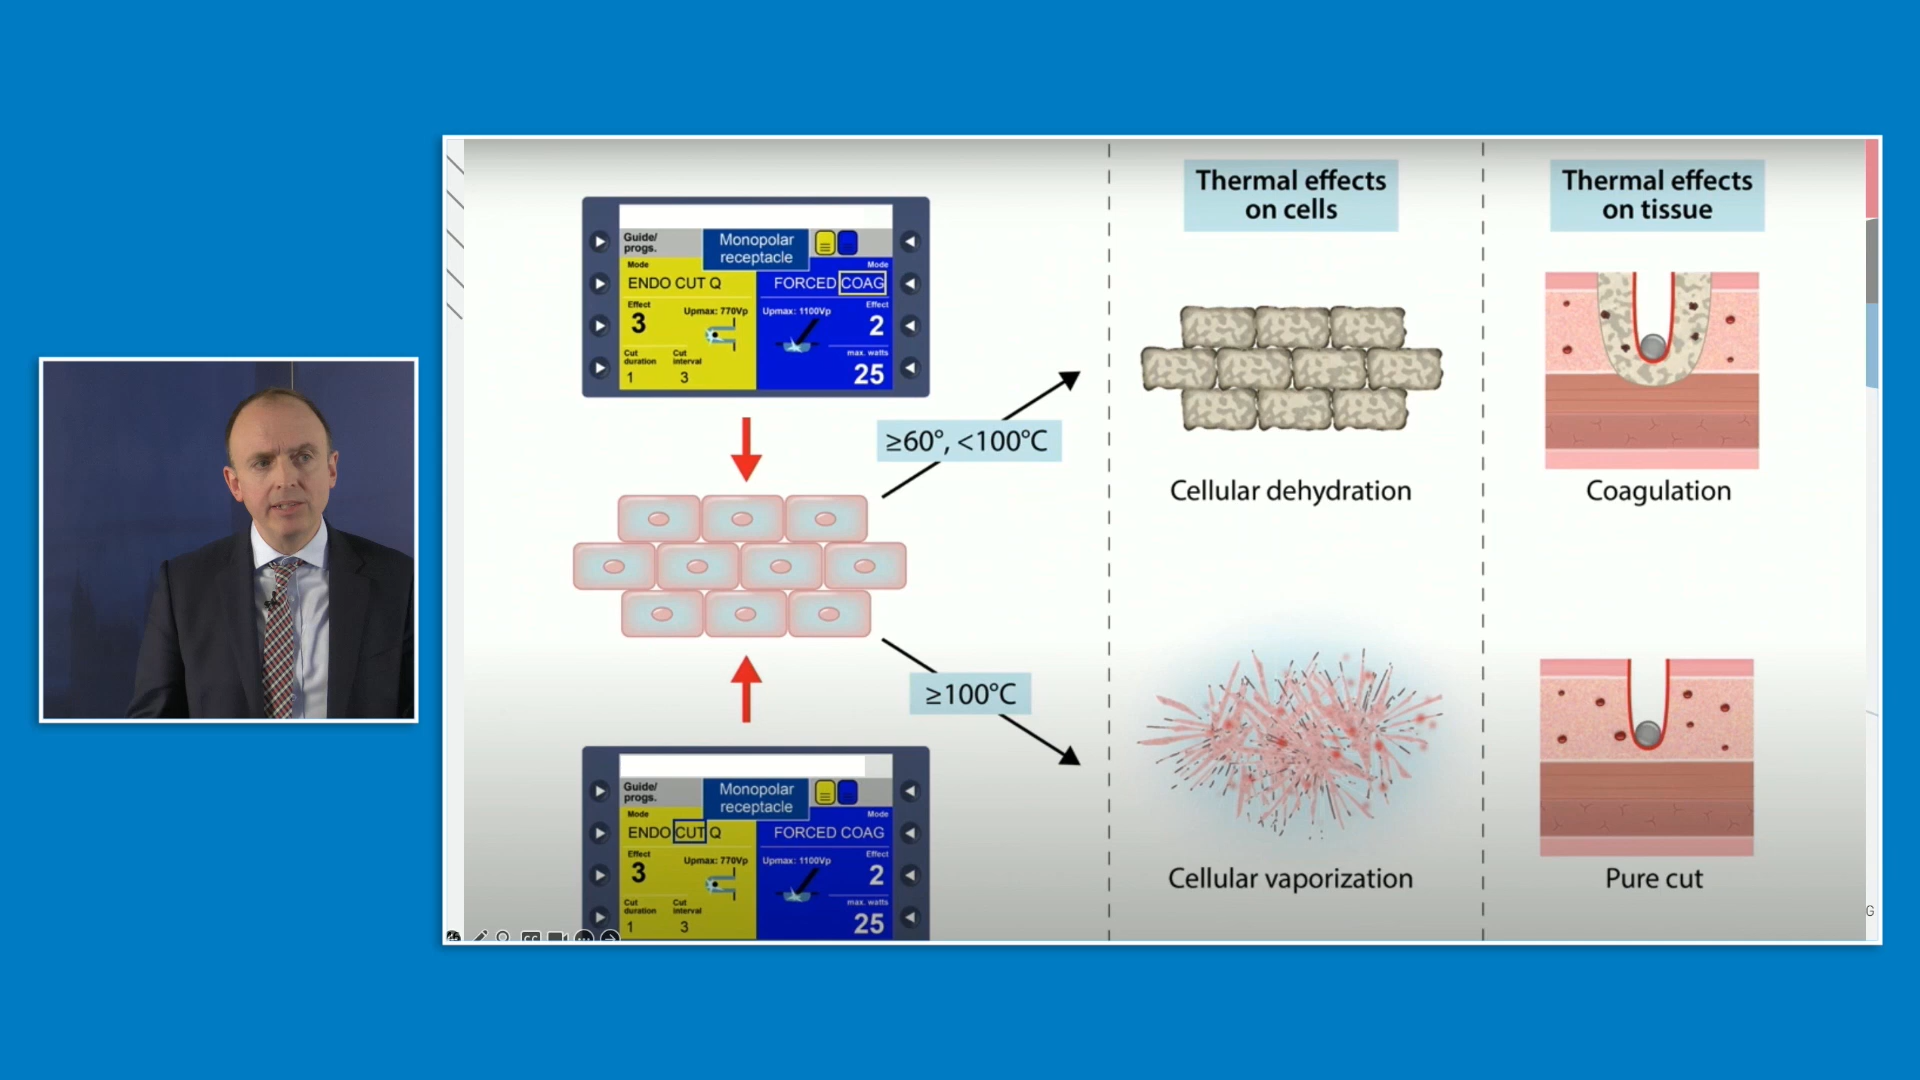 Guide/
progs.
Monopolar
receptacle
Mode
Mode
ENDO CUT Q
FORCED COAG
Effect
Upmax: 770Vp
Upmax: 1100Vp
Effect
3
2
Cut
duration
Cut
interval
max. watts
1
3
25
≥60°, <100°C
≥100°C
Guide/
progs.
Monopolar
receptacle
Mode
Mode
ENDO CUT Q
FORCED COAG
Effect
Upmax: 770Vp
Upmax: 1100Vp
Effect
3
2
Cut
duration
Cut
interval
max. watts
1
3
25
Thermal effects
on cells
Cellular dehydration
Cellular vaporization
Thermal effects
on tissue
Coagulation
Pure cut
G